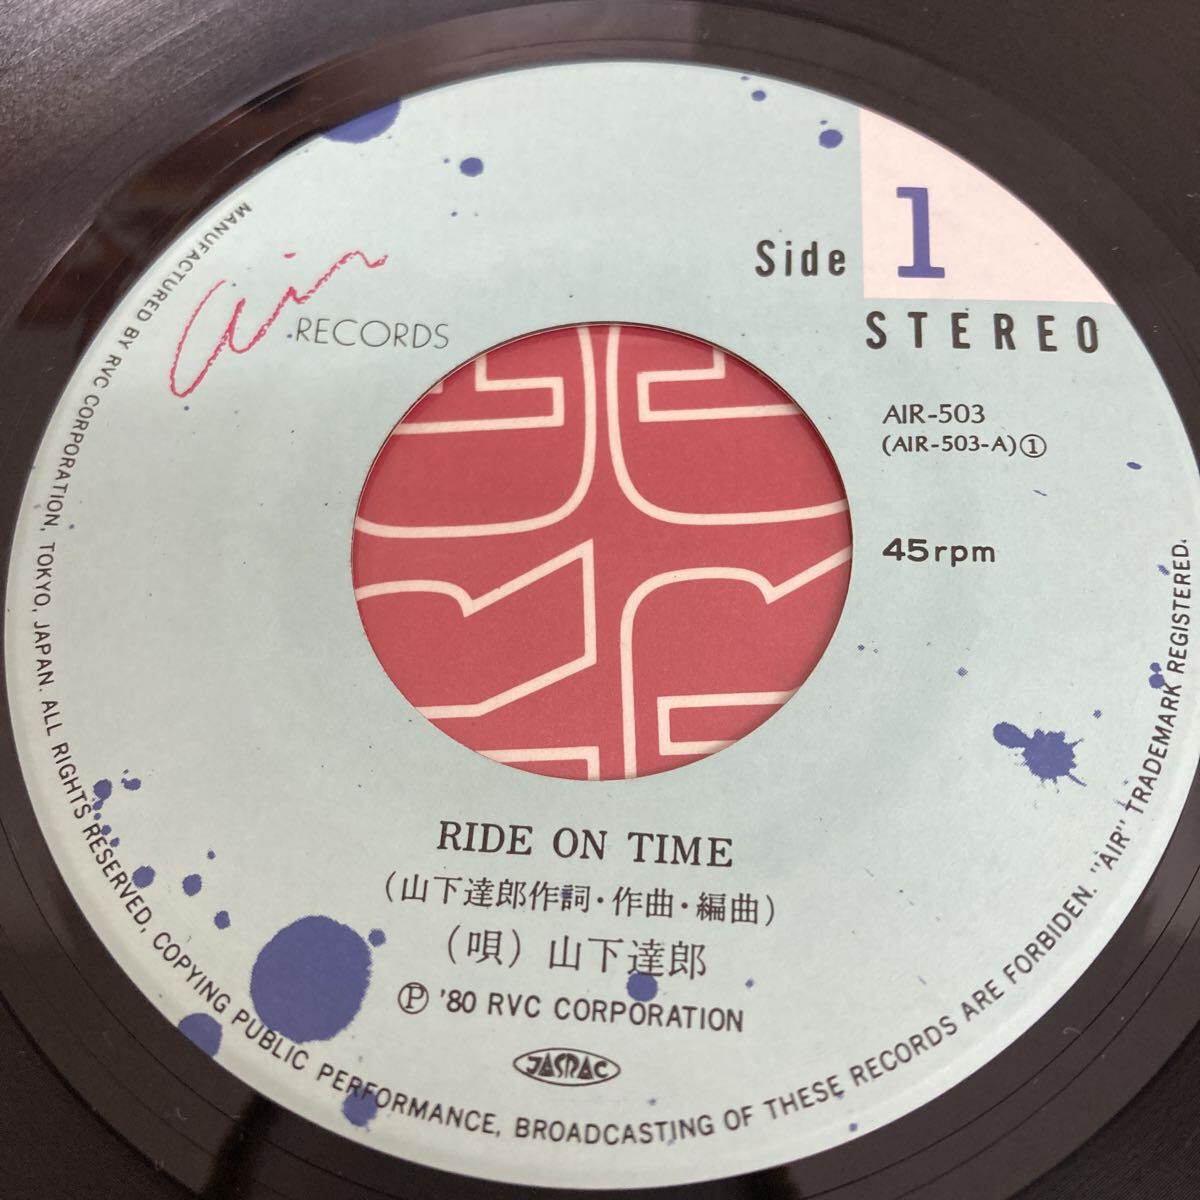 air
RECORDS
Side 1
STEREO
AIR-503
(AIR-503-A)①
45rpm
RIDE ON TIME
(山下達郎作詞・作曲・編曲)
(唄) 山下達郎
Ⓟ '80 RVC CORPORATION
JASRAC
MANUFACTURED BY RVC CORPORATION, TOKYO, JAPAN. ALL RIGHTS RESERVED, COPYING PUBLIC PERFORMANCE, BROADCASTING OF THESE RECORDS ARE FORBIDEN. "AIR" TRADEMARK REGISTERED.